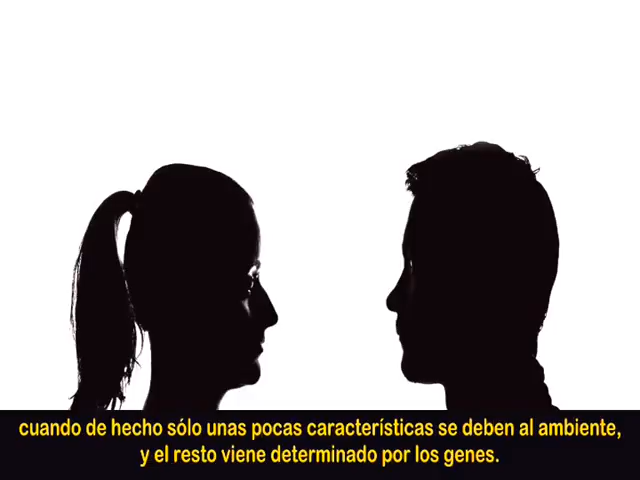 cuando de hecho sólo unas pocas características se deben al ambiente,
y el resto viene determinado por los genes.